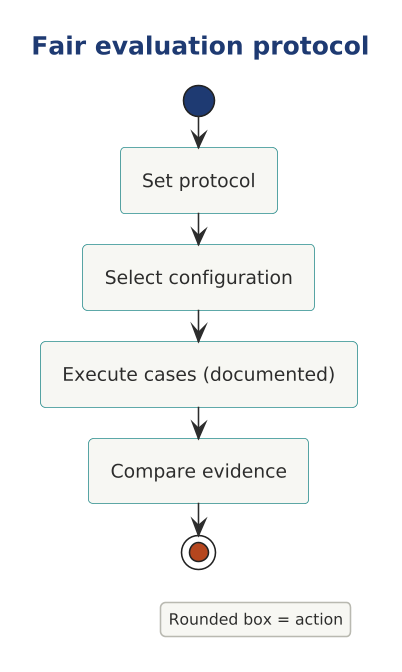 Fair evaluation protocol
Set protocol
Select configuration
Execute cases (documented)
Compare evidence
Rounded box = action